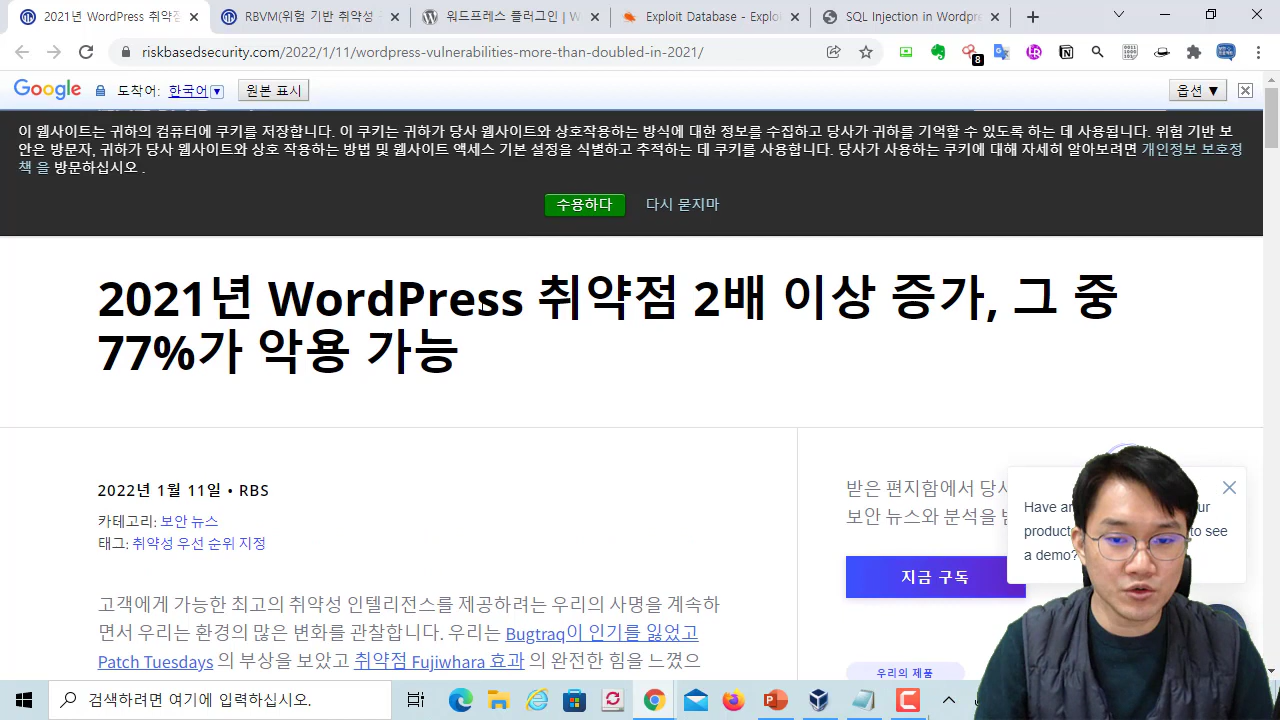 2021년 WordPress 취약점
RBVM(위험 기반 취약성
워드프레스 플러그인 | W
Exploit Database - Exploi
SQL Injection in Wordpre
riskbasedsecurity.com/2022/1/11/wordpress-vulnerabilities-more-than-doubled-in-2021/
8
Google 도착어: 한국어 ▼ 원본 표시 옵션 ▼
이 웹사이트는 귀하의 컴퓨터에 쿠키를 저장합니다. 이 쿠키는 귀하가 당사 웹사이트와 상호작용하는 방식에 대한 정보를 수집하고 당사가 귀하를 기억할 수 있도록 하는 데 사용됩니다. 위험 기반 보
안은 방문자, 귀하가 당사 웹사이트와 상호 작용하는 방법 및 웹사이트 액세스 기본 설정을 식별하고 추적하는 데 쿠키를 사용합니다. 당사가 사용하는 쿠키에 대해 자세히 알아보려면 개인정보 보호정
책 을 방문하십시오 .
수용하다 다시 묻지마
2021년 WordPress 취약점 2배 이상 증가, 그 중
77%가 악용 가능
2022년 1월 11일 • RBS
카테고리: 보안 뉴스
태그: 취약성 우선 순위 지정
고객에게 가능한 최고의 취약성 인텔리전스를 제공하려는 우리의 사명을 계속하
면서 우리는 환경의 많은 변화를 관찰합니다. 우리는 Bugtraq이 인기를 잃었고
Patch Tuesdays 의 부상을 보았고 취약점 Fujiwhara 효과 의 완전한 힘을 느꼈으
받은 편지함에서 당사
보안 뉴스와 분석을
지금 구독
우리의 제품
Have
product to see
a demo?
검색하려면 여기에 입력하십시오.